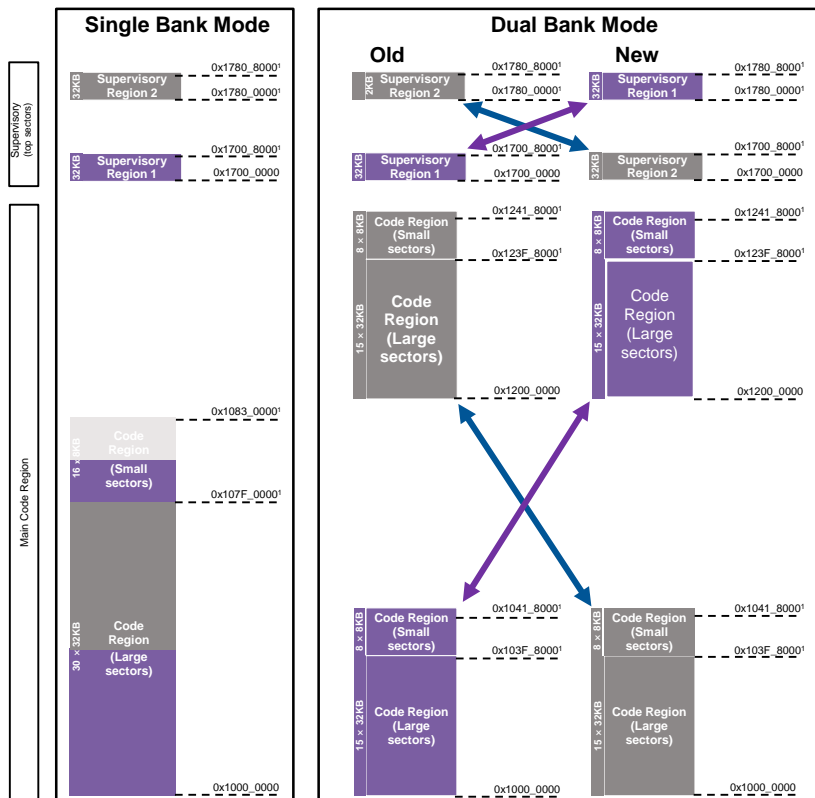 Single Bank Mode
Dual Bank Mode
Old
New
Supervisory
(top sectors)
Main Code Region
32KB
Supervisory
Region 2
0x1780_8000¹
0x1780_0000
32KB
Supervisory
Region 1
0x1700_8000¹
0x1700_0000
0x1083_0000¹
Code
Region
(Small
sectors)
0x107F_0000¹
30 × 32KB
Code
Region
(Large
sectors)
0x1000_0000
2KB
Supervisory
Region 2
0x1780_8000¹
0x1780_0000
32KB
Supervisory
Region 1
0x1700_8000¹
0x1700_0000
8 × 8KB
Code Region
(Small
sectors)
0x1241_8000¹
0x123F_8000¹
15 × 32KB
Code
Region
(Large
sectors)
0x1200_0000
8 × 8KB
Code Region
(Small
sectors)
0x1041_8000¹
0x103F_8000¹
15 × 32KB
Code Region
(Large
sectors)
0x1000_0000
32KB
Supervisory
Region 1
0x1780_8000¹
0x1780_0000
32KB
Supervisory
Region 2
0x1700_8000¹
0x1700_0000
8 × 8KB
Code Region
(Small
sectors)
0x1241_8000¹
0x123F_8000¹
15 × 32KB
Code
Region
(Large
sectors)
0x1200_0000
8 × 8KB
Code Region
(Small
sectors)
0x1041_8000¹
0x103F_8000¹
15 × 32KB
Code Region
(Large
sectors)
0x1000_0000